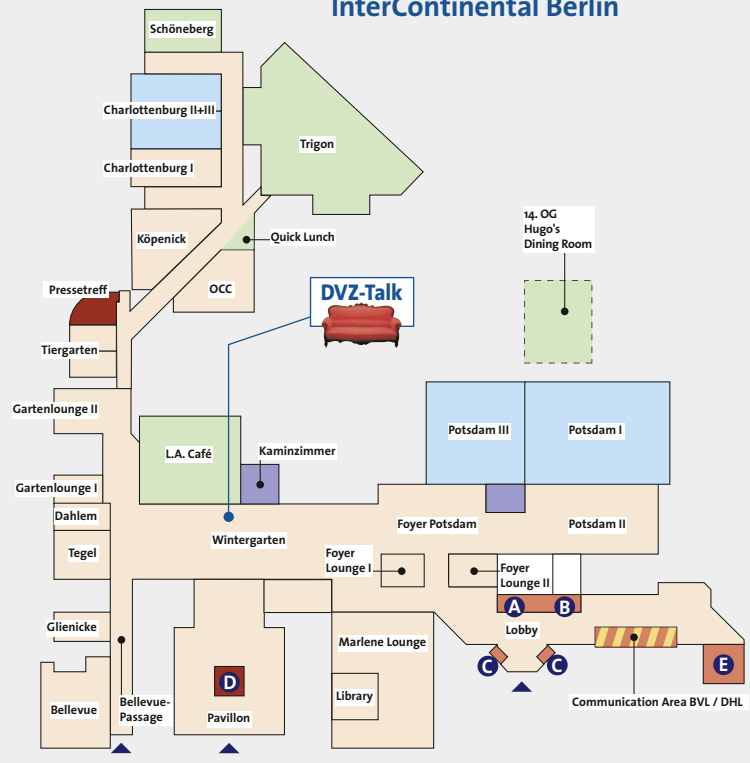 InterContinental Berlin
Schöneberg
Charlottenburg II+III
Trigon
Charlottenburg I
14. OG
Hugo's
Dining Room
Köpenick
Quick Lunch
OCC
Pressetreff
DVZ-Talk
Tiergarten
Gartenlounge II
Potsdam III
Potsdam I
L.A. Café
Kaminzimmer
Gartenlounge I
Dahlem
Foyer Potsdam
Potsdam II
Wintergarten
Tegel
Foyer
Lounge I
Foyer
Lounge II
A
B
Glienicke
Lobby
Marlene Lounge
C
C
E
D
Library
Bellevue
Bellevue-
Passage
Pavillon
Communication Area BVL / DHL